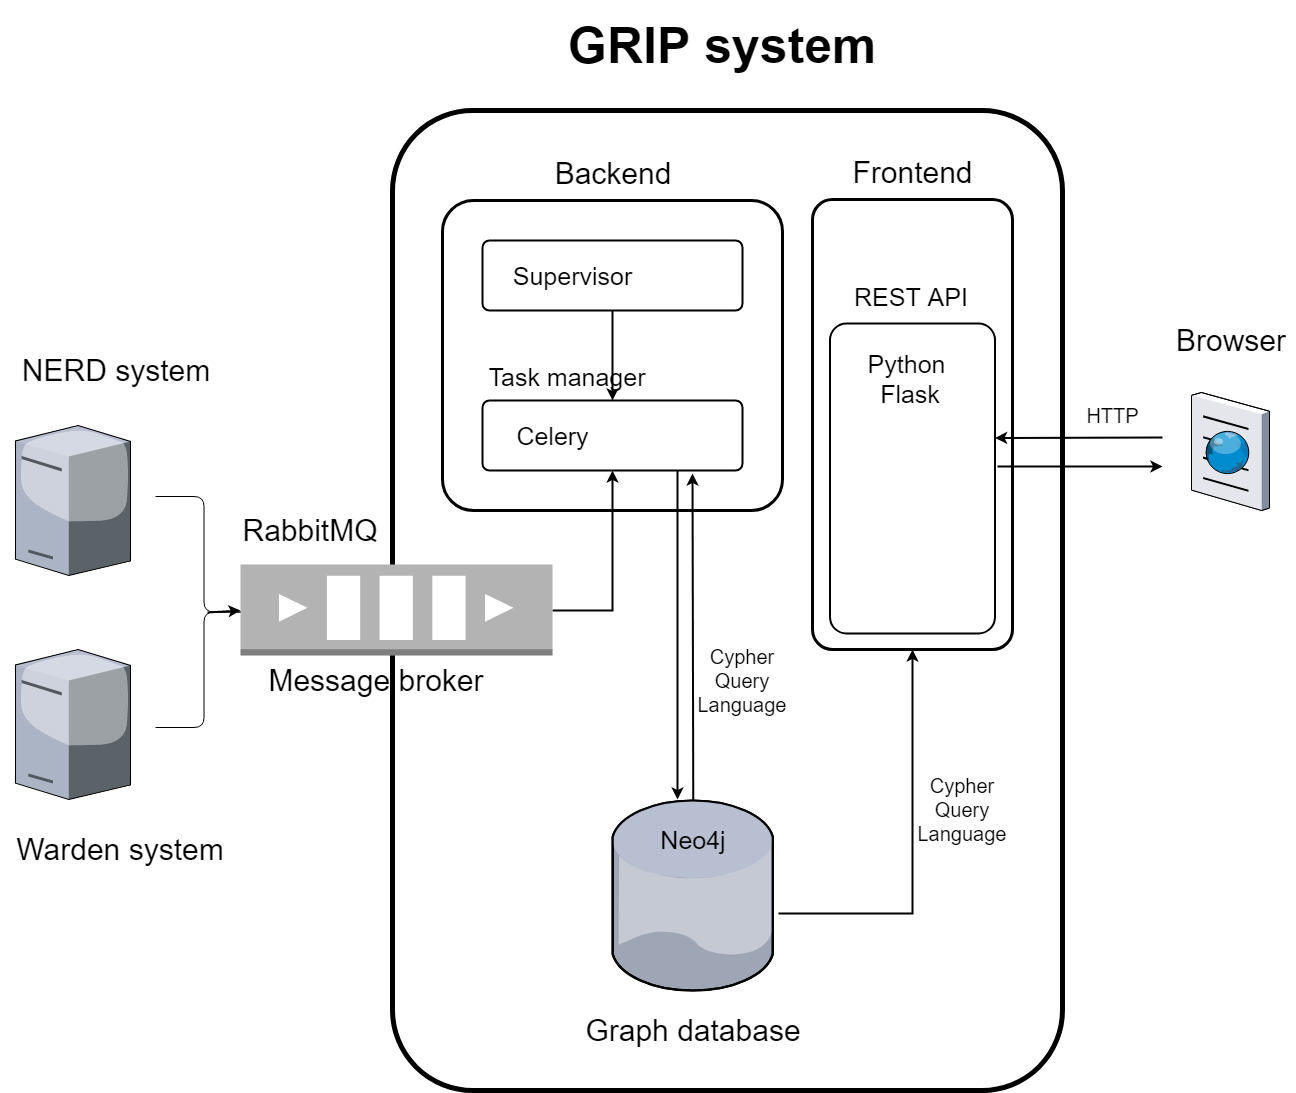 GRIP system
Backend
Frontend
Supervisor
REST API
Task manager
Python
Flask
Celery
NERD system
Browser
HTTP
RabbitMQ
Message broker
Cypher
Query
Language
Cypher
Query
Language
Warden system
Neo4j
Graph database